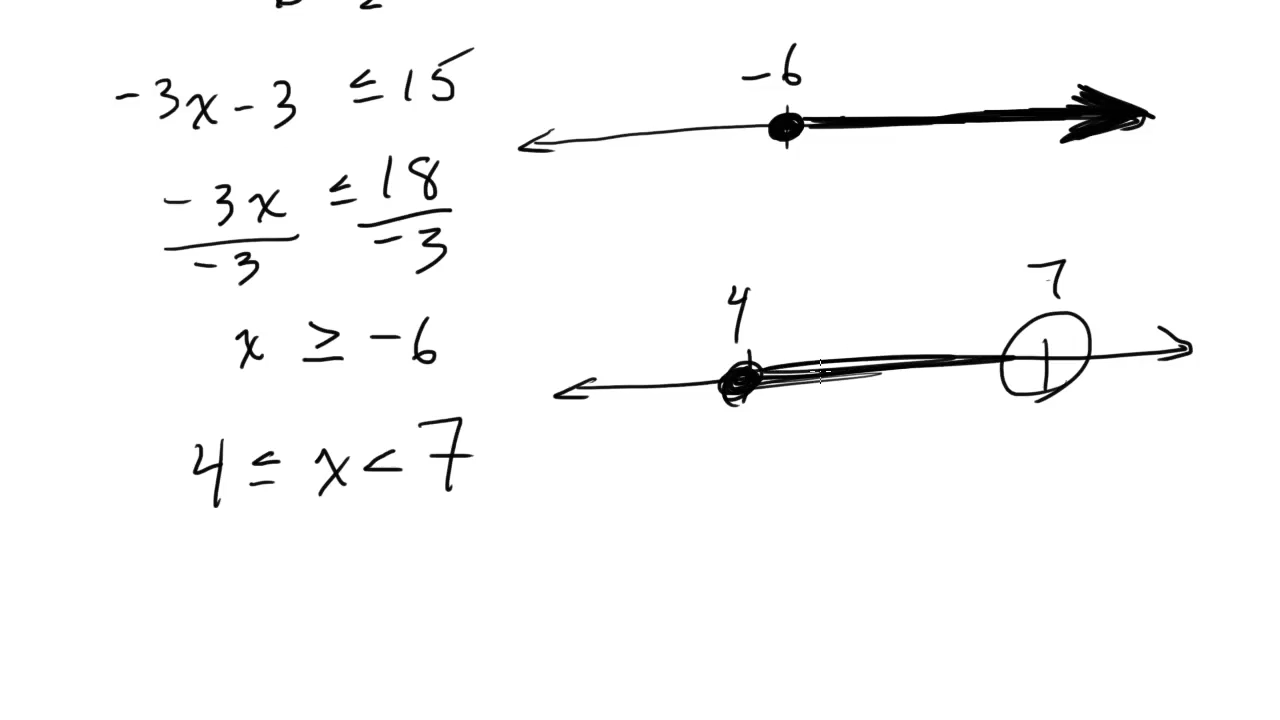 -3x - 3 ≤ 15
-3x ≤ 18
-3 -3
x ≥ -6
4 ≤ x < 7
-6
4 7